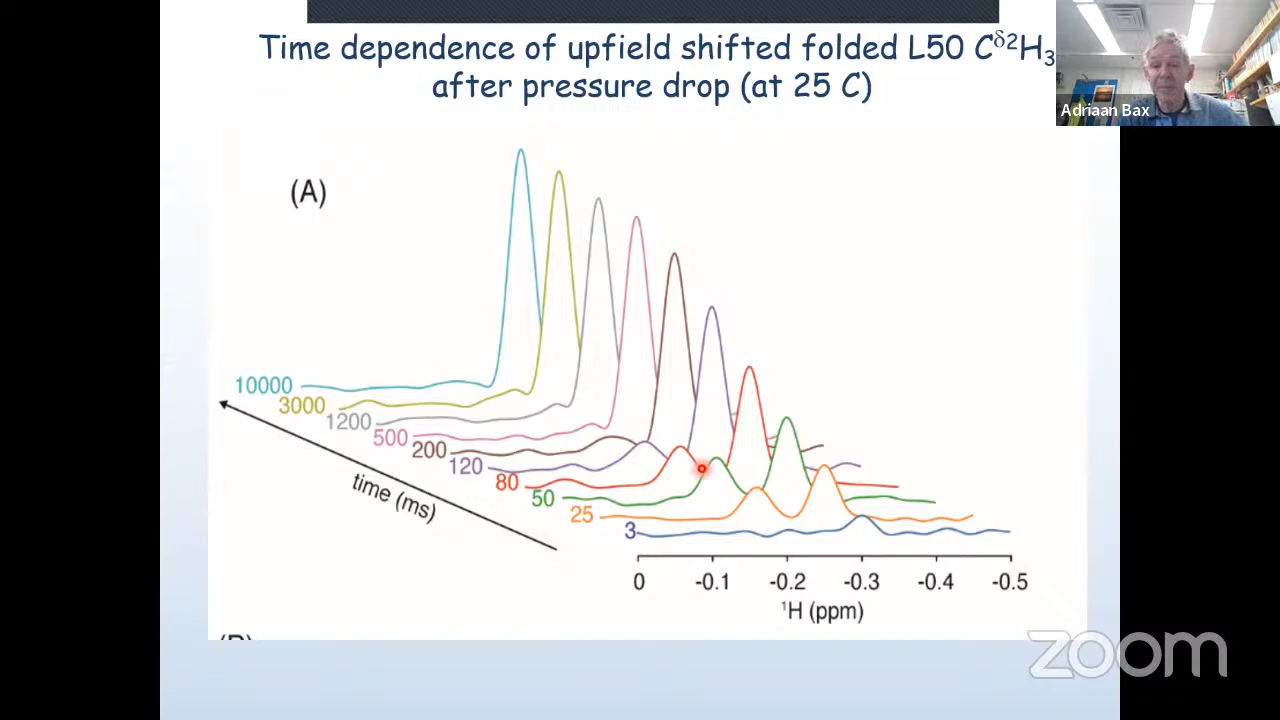 Time dependence of upfield shifted folded L50 Cδ2H3
after pressure drop (at 25 C)
Adriaan Bax
(A)
10000
3000
1200
500
200
120
80
50
25
3
time (ms)
0 -0.1 -0.2 -0.3 -0.4 -0.5
1H (ppm)
zoom